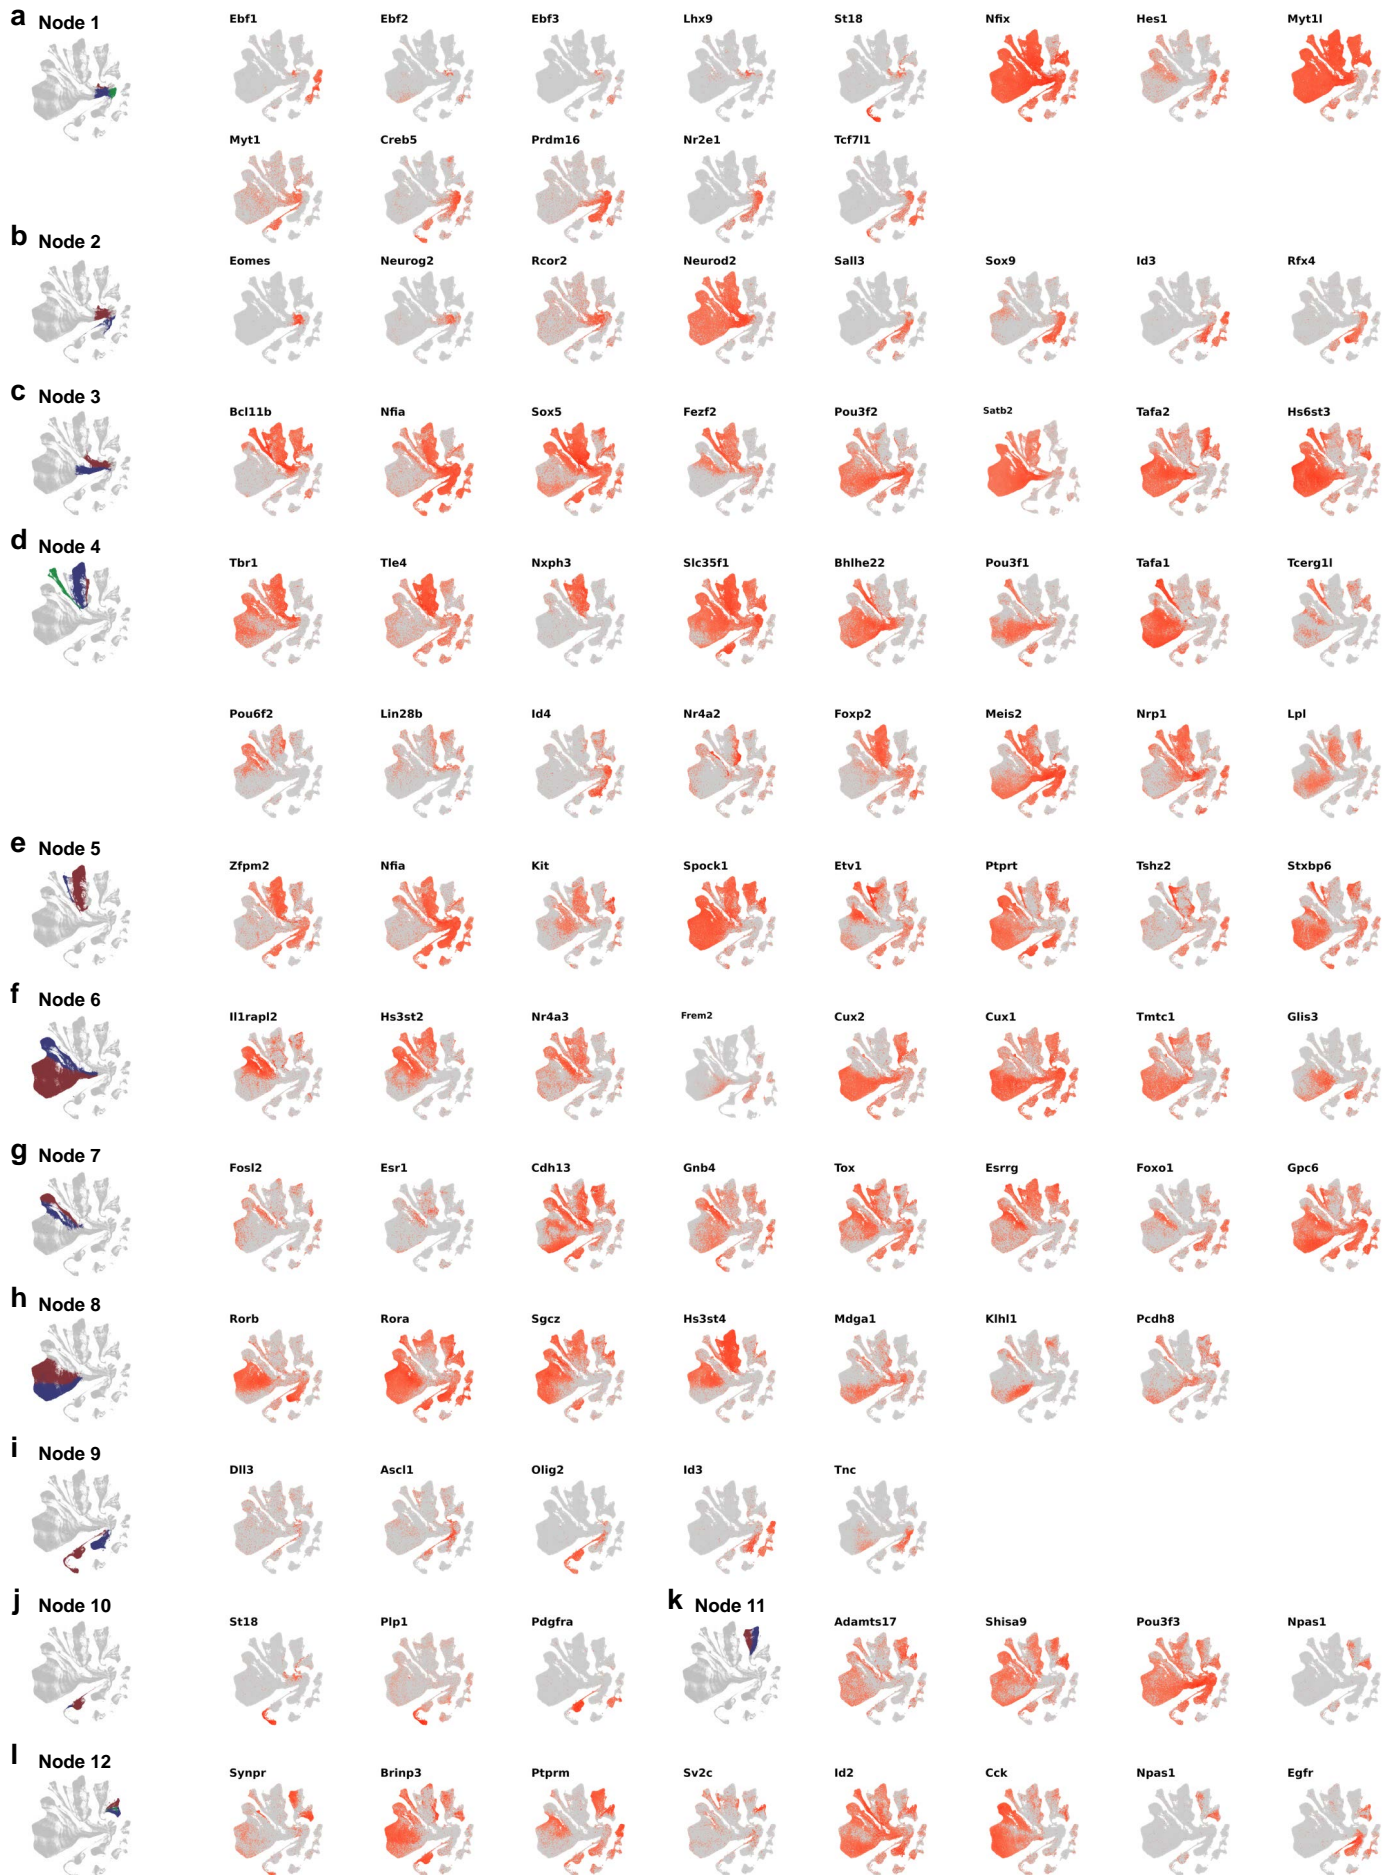 a Node 1
Ebf1 Ebf2 Ebf3 Lhx9 St18 Nfix Hes1 Myt1l
Myt1 Creb5 Prdm16 Nr2e1 Tcf7l1
b Node 2
Eomes Neurog2 Rcor2 Neurod2 Sall3 Sox9 Id3 Rfx4
c Node 3
Bcl11b Nfia Sox5 Fezf2 Pou3f2 Satb2 Tafa2 Hs6st3
d Node 4
Tbr1 Tle4 Nxph3 Slc35f1 Bhlhe22 Pou3f1 Tafa1 Tcerg1l
Pou6f2 Lin28b Id4 Nr4a2 Foxp2 Meis2 Nrp1 Lpl
e Node 5
Zfpm2 Nfia Kit Spock1 Etv1 Ptprt Tshz2 Stxbp6
f Node 6
Il1rapl2 Hs3st2 Nr4a3 Frem2 Cux2 Cux1 Tmtc1 Glis3
g Node 7
Fosl2 Esr1 Cdh13 Gnb4 Tox Esrrg Foxo1 Gpc6
h Node 8
Rorb Rora Sgcz Hs3st4 Mdga1 Klhl1 Pcdh8
i Node 9
Dll3 Ascl1 Olig2 Id3 Tnc
j Node 10 k Node 11
St18 Plp1 Pdgfra Adamts17 Shisa9 Pou3f3 Npas1
l Node 12
Synpr Brinp3 Ptprm Sv2c Id2 Cck Npas1 Egfr